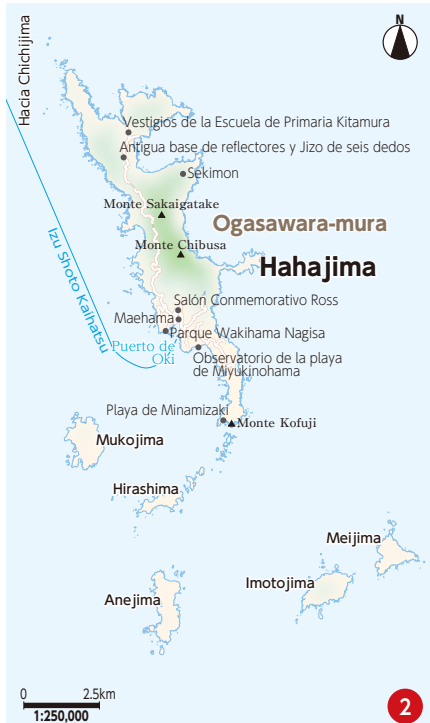 N
Hacia Chichijima
Vestigios de la Escuela de Primaria Kitamura
Antigua base de reflectores y Jizo de seis dedos
Sekimon
Monte Sakaigatake
Ogasawara-mura
Monte Chibusa
Hahajima
Izu Shoto Kaihatsu
Salón Conmemorativo Ross
Maehama
Parque Wakihama Nagisa
Puerto de
Oki
Observatorio de la playa
de Miyukinohama
Playa de Minamizaki
Monte Kofuji
Mukojima
Hirashima
Meijima
Imotojima
Anejima
0 2.5km
1:250,000
2